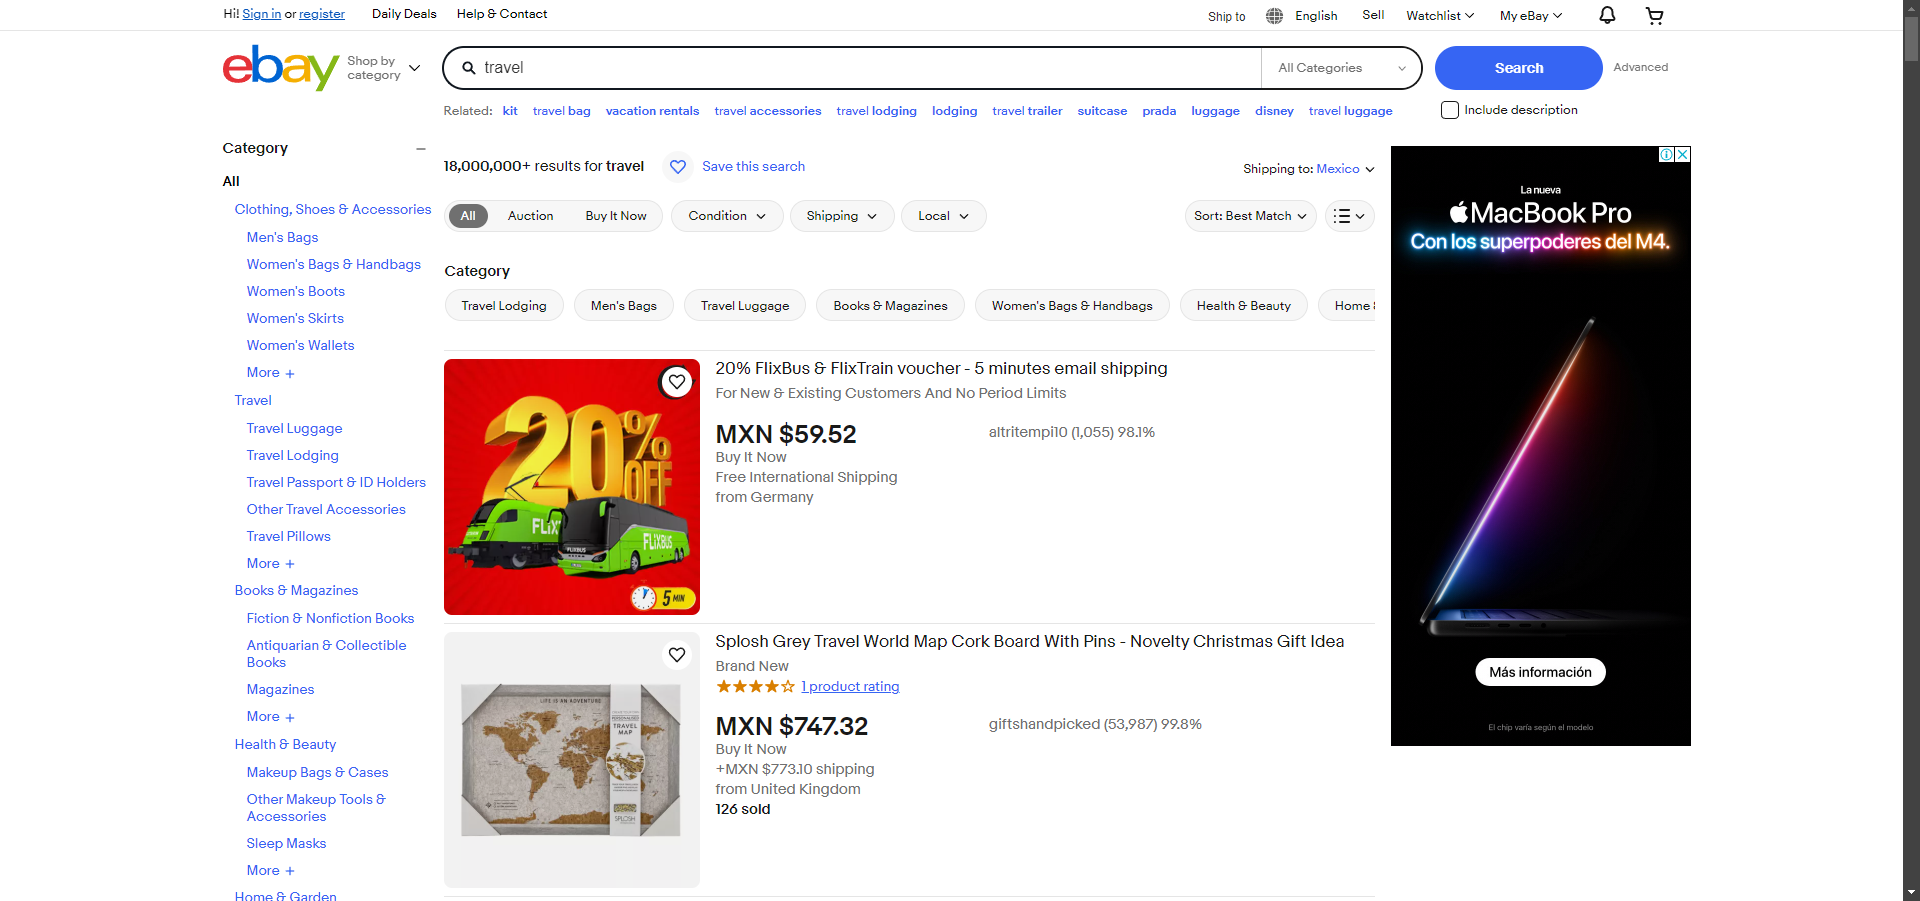 Hi! Sign in or register
Daily Deals
Help & Contact
Ship to
English
Sell
Watchlist
My eBay
ebay
Shop by
category
travel
All Categories
Search
Advanced
Related: kit travel bag vacation rentals travel accessories travel lodging lodging travel trailer suitcase prada luggage disney travel luggage
Include description
Category
All
Clothing, Shoes & Accessories
Men's Bags
Women's Bags & Handbags
Women's Boots
Women's Skirts
Women's Wallets
More +
Travel
Travel Luggage
Travel Lodging
Travel Passport & ID Holders
Other Travel Accessories
Travel Pillows
More +
Books & Magazines
Fiction & Nonfiction Books
Antiquarian & Collectible
Books
Magazines
More +
Health & Beauty
Makeup Bags & Cases
Other Makeup Tools &
Accessories
Sleep Masks
More +
Home & Garden
18,000,000+ results for travel
Save this search
Shipping to: Mexico
All
Auction
Buy It Now
Condition
Shipping
Local
Sort: Best Match
Category
Travel Lodging
Men's Bags
Travel Luggage
Books & Magazines
Women's Bags & Handbags
Health & Beauty
Home
20% OFF
FLIX
FLIXBUS
FLIXBUS
5 MIN
20% FlixBus & FlixTrain voucher - 5 minutes email shipping
For New & Existing Customers And No Period Limits
MXN $59.52
altritempi10 (1,055) 98.1%
Buy It Now
Free International Shipping
from Germany
LIFE IS AN ADVENTURE
TRAVEL
MAP
SPLOSH
Splosh Grey Travel World Map Cork Board With Pins - Novelty Christmas Gift Idea
Brand New
1 product rating
MXN $747.32
giftshandpicked (53,987) 99.8%
Buy It Now
+MXN $773.10 shipping
from United Kingdom
126 sold
La nueva
MacBook Pro
Con los superpoderes del M4.
Más información
El chip varía según el modelo